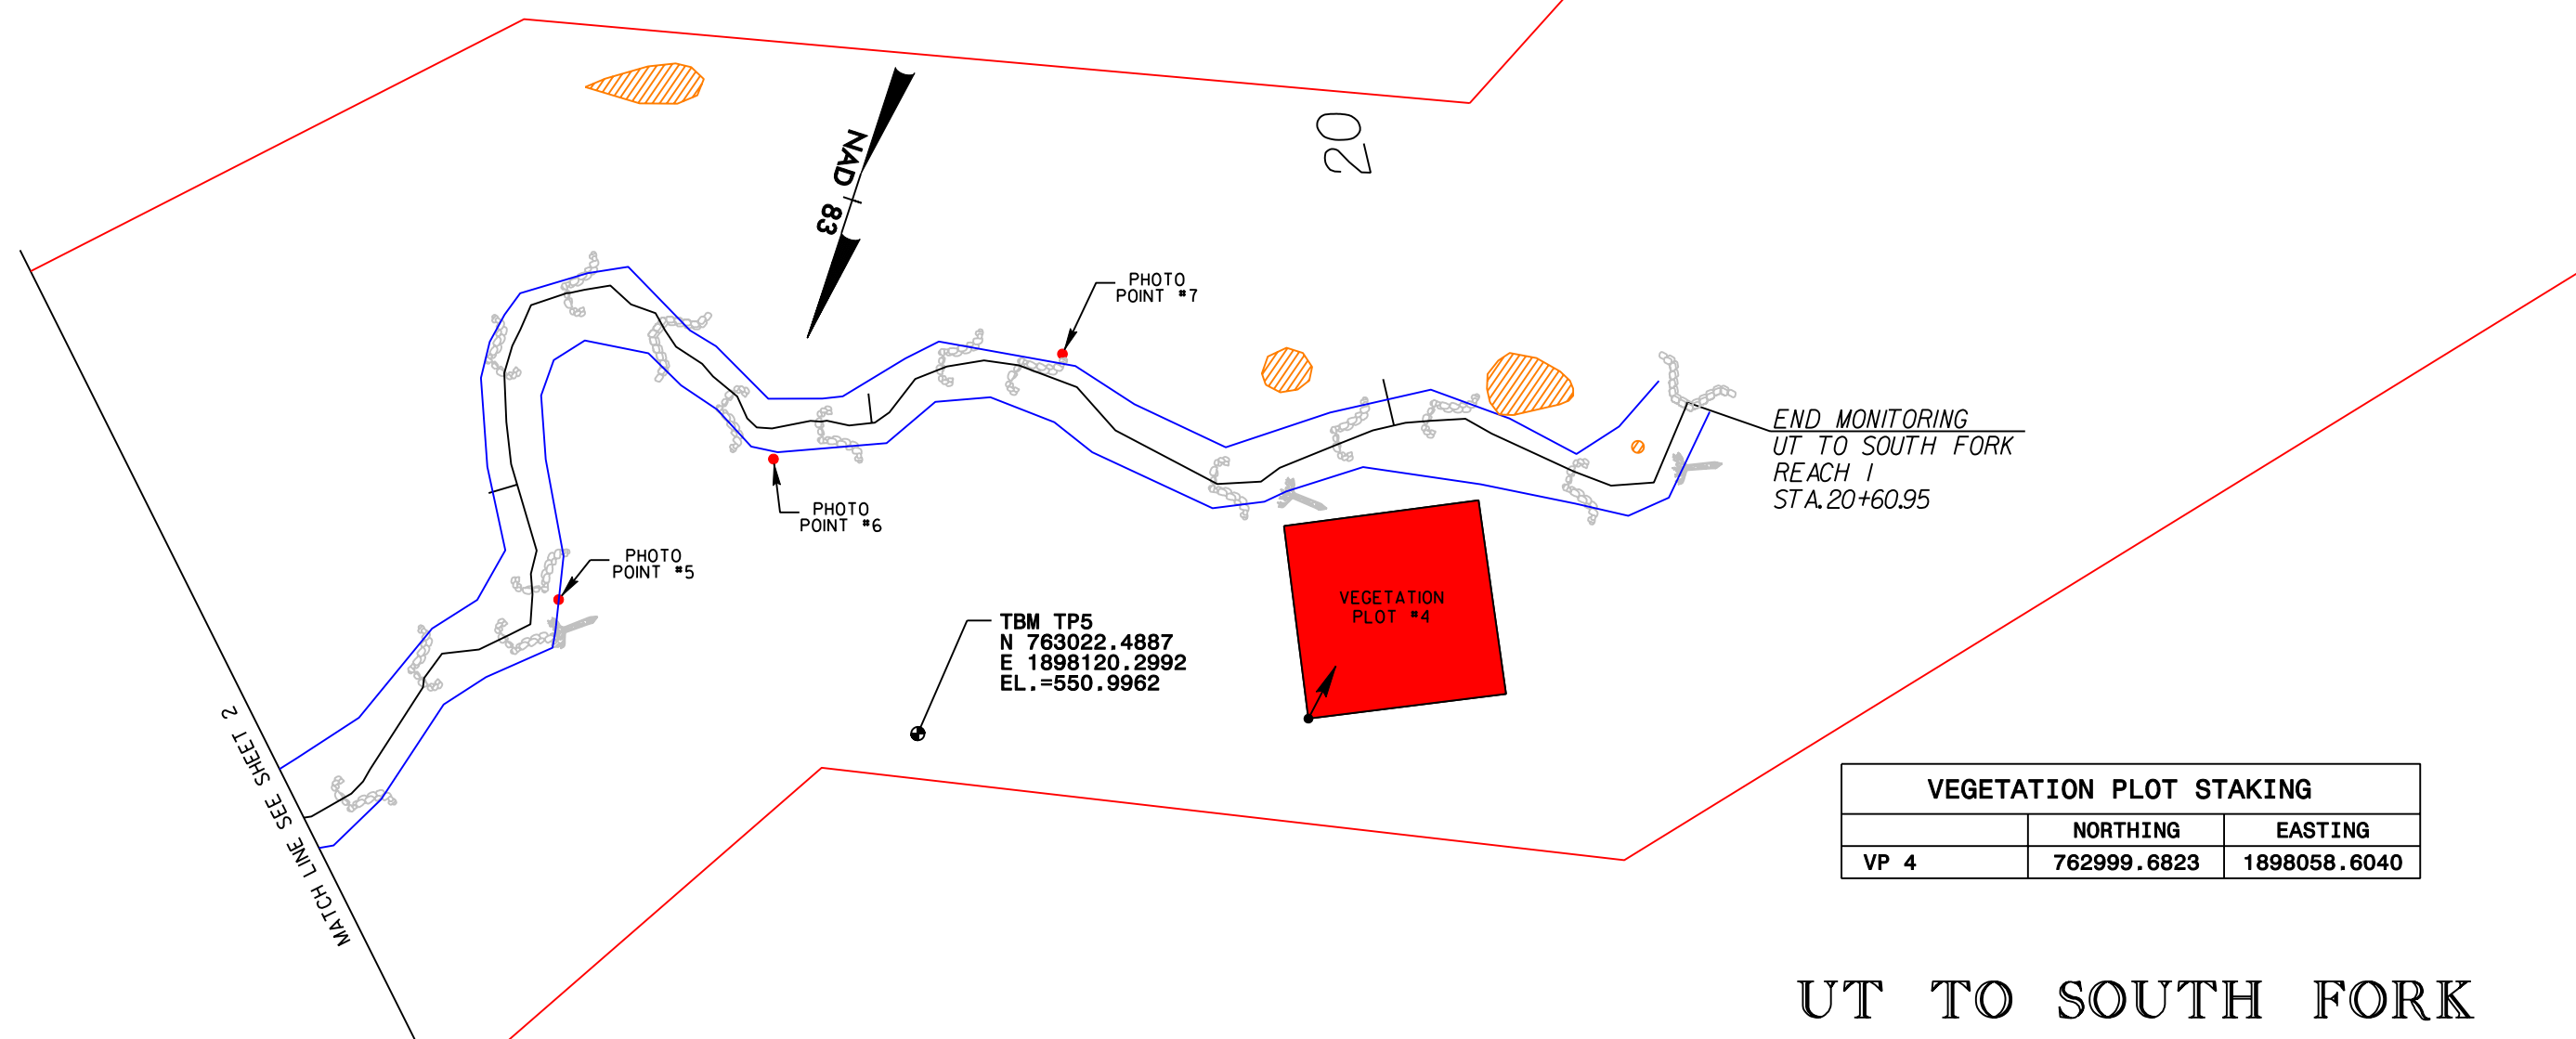 NAD 83
20
PHOTO
POINT #7
END MONITORING
UT TO SOUTH FORK
REACH 1
STA.20+60.95
PHOTO
POINT #6
PHOTO
POINT #5
VEGETATION
PLOT #4
TBM TP5
N 763022.4887
E 1898120.2992
EL.=550.9962
MATCH LINE SEE SHEET 2
VEGETATION PLOT STAKING
NORTHING EASTING
VP 4 762999.6823 1898058.6040
UT TO SOUTH FORK